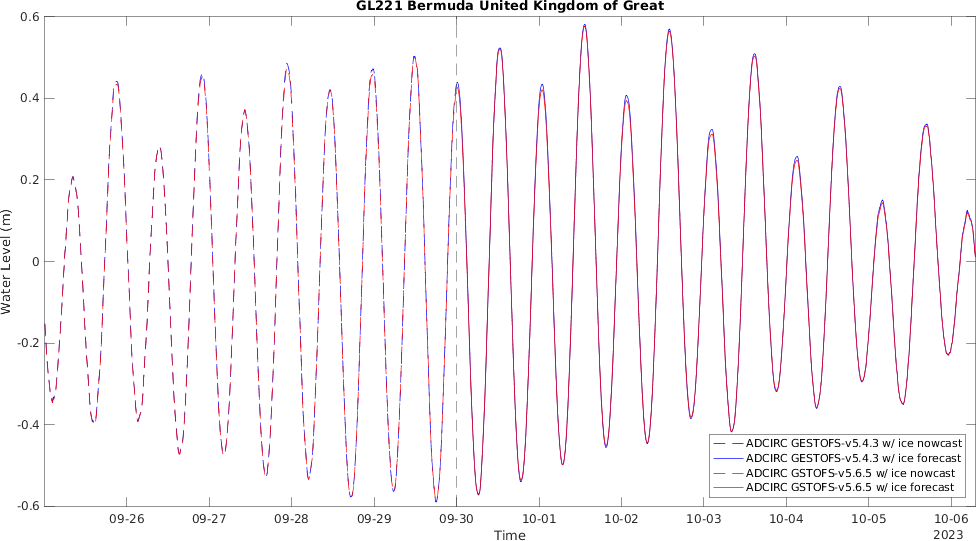 GL221 Bermuda United Kingdom of Great
0.6
0.4
0.2
0
-0.2
-0.4
-0.6
Water Level (m)
ADCIRC GESTOFS-v5.4.3 w/ ice nowcast
ADCIRC GESTOFS-v5.4.3 w/ ice forecast
ADCIRC GSTOFS-v5.6.5 w/ ice nowcast
ADCIRC GSTOFS-v5.6.5 w/ ice forecast
09-26 09-27 09-28 09-29 09-30 10-01 10-02 10-03 10-04 10-05 10-06
Time
2023